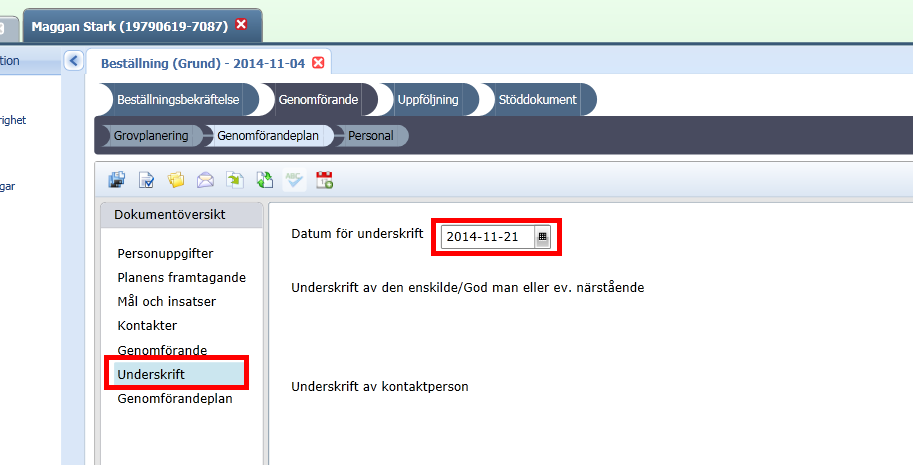 Maggan Stark (19790619-7087)
tion
Beställning (Grund) - 2014-11-04
Beställningsbekräftelse
Genomförande
Uppföljning
Stöddokument
righet
Grovplanering
Genomförandeplan
Personal
gar
ABC
Dokumentöversikt
Datum för underskrift
2014-11-21
Personuppgifter
Planens framtagande
Mål och insatser
Underskrift av den enskilde/God man eller ev. närstående
Kontakter
Genomförande
Underskrift
Underskrift av kontaktperson
Genomförandeplan